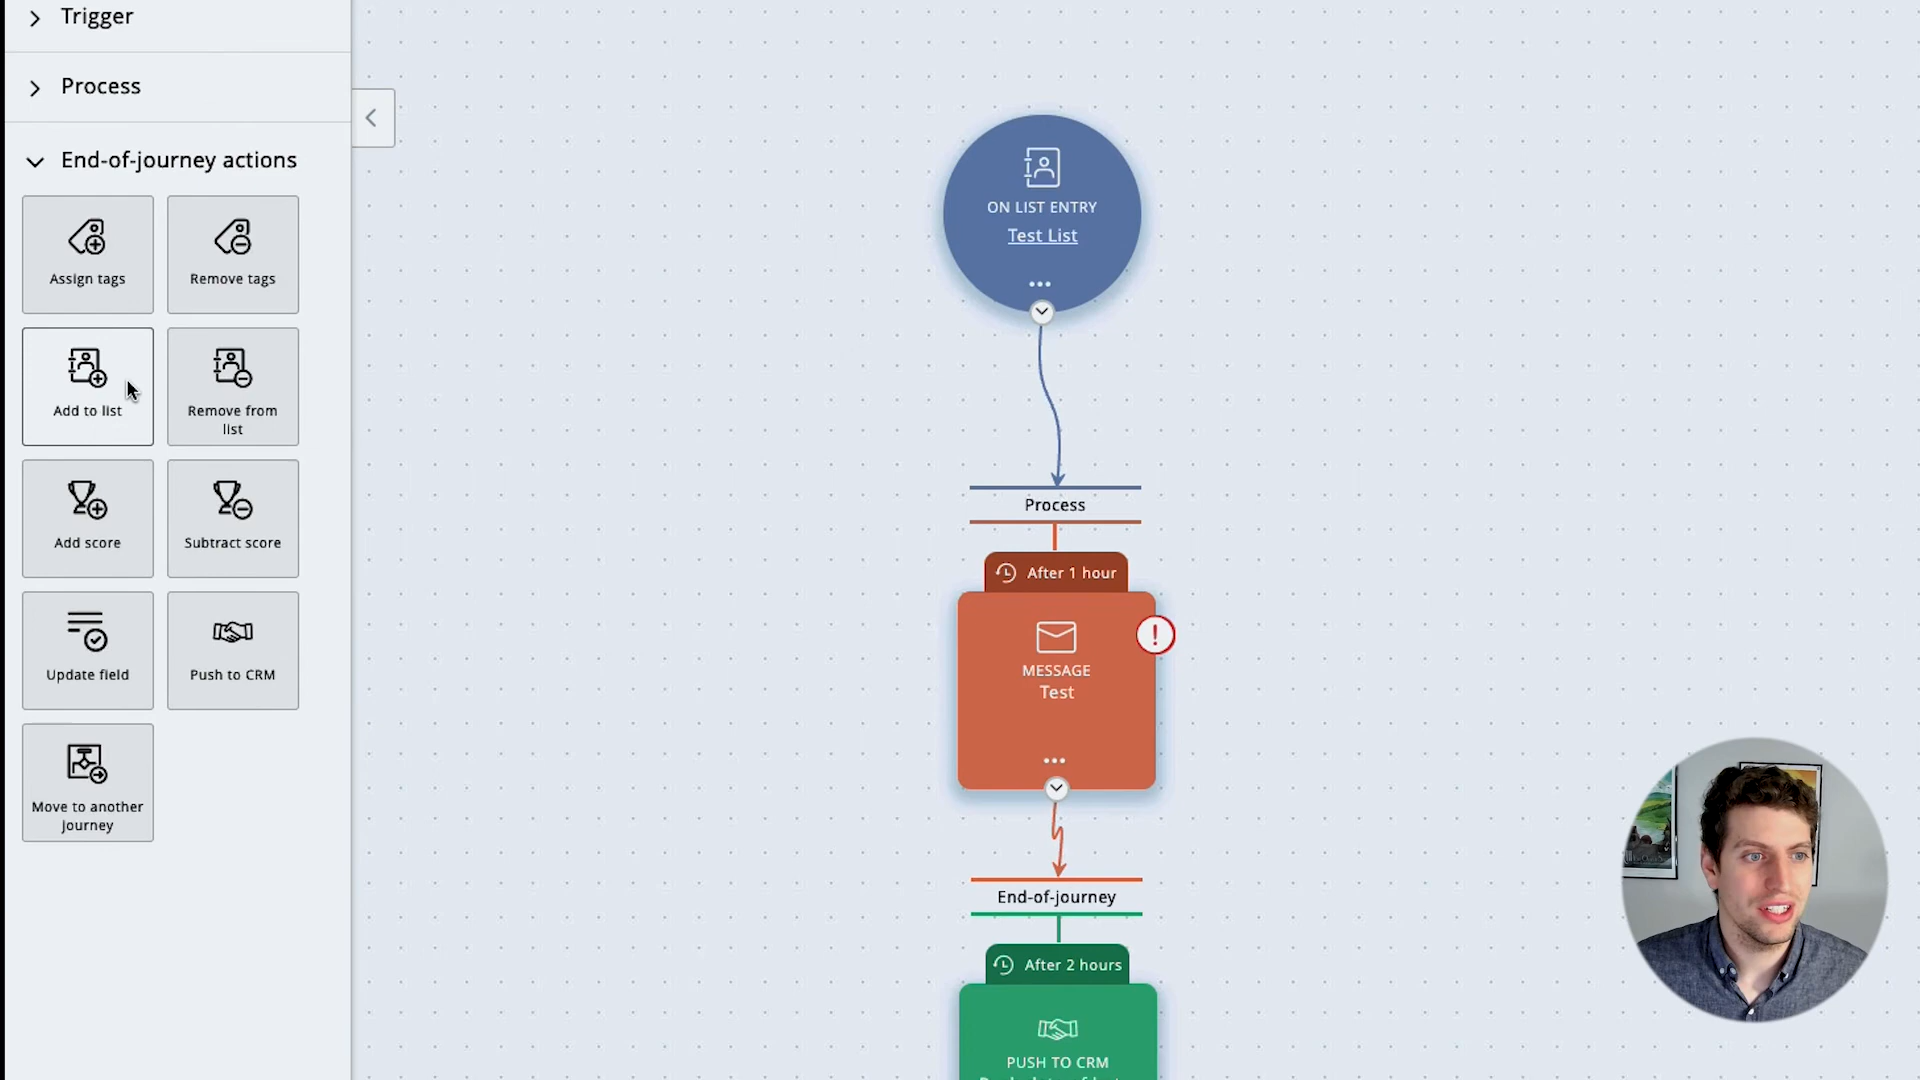 Trigger
Process
End-of-journey actions
Assign tags
Remove tags
Add to list
Remove from
list
Add score
Subtract score
Update field
Push to CRM
Move to another
journey
ON LIST ENTRY
Test List
Process
After 1 hour
MESSAGE
Test
End-of-journey
After 2 hours
PUSH TO CRM